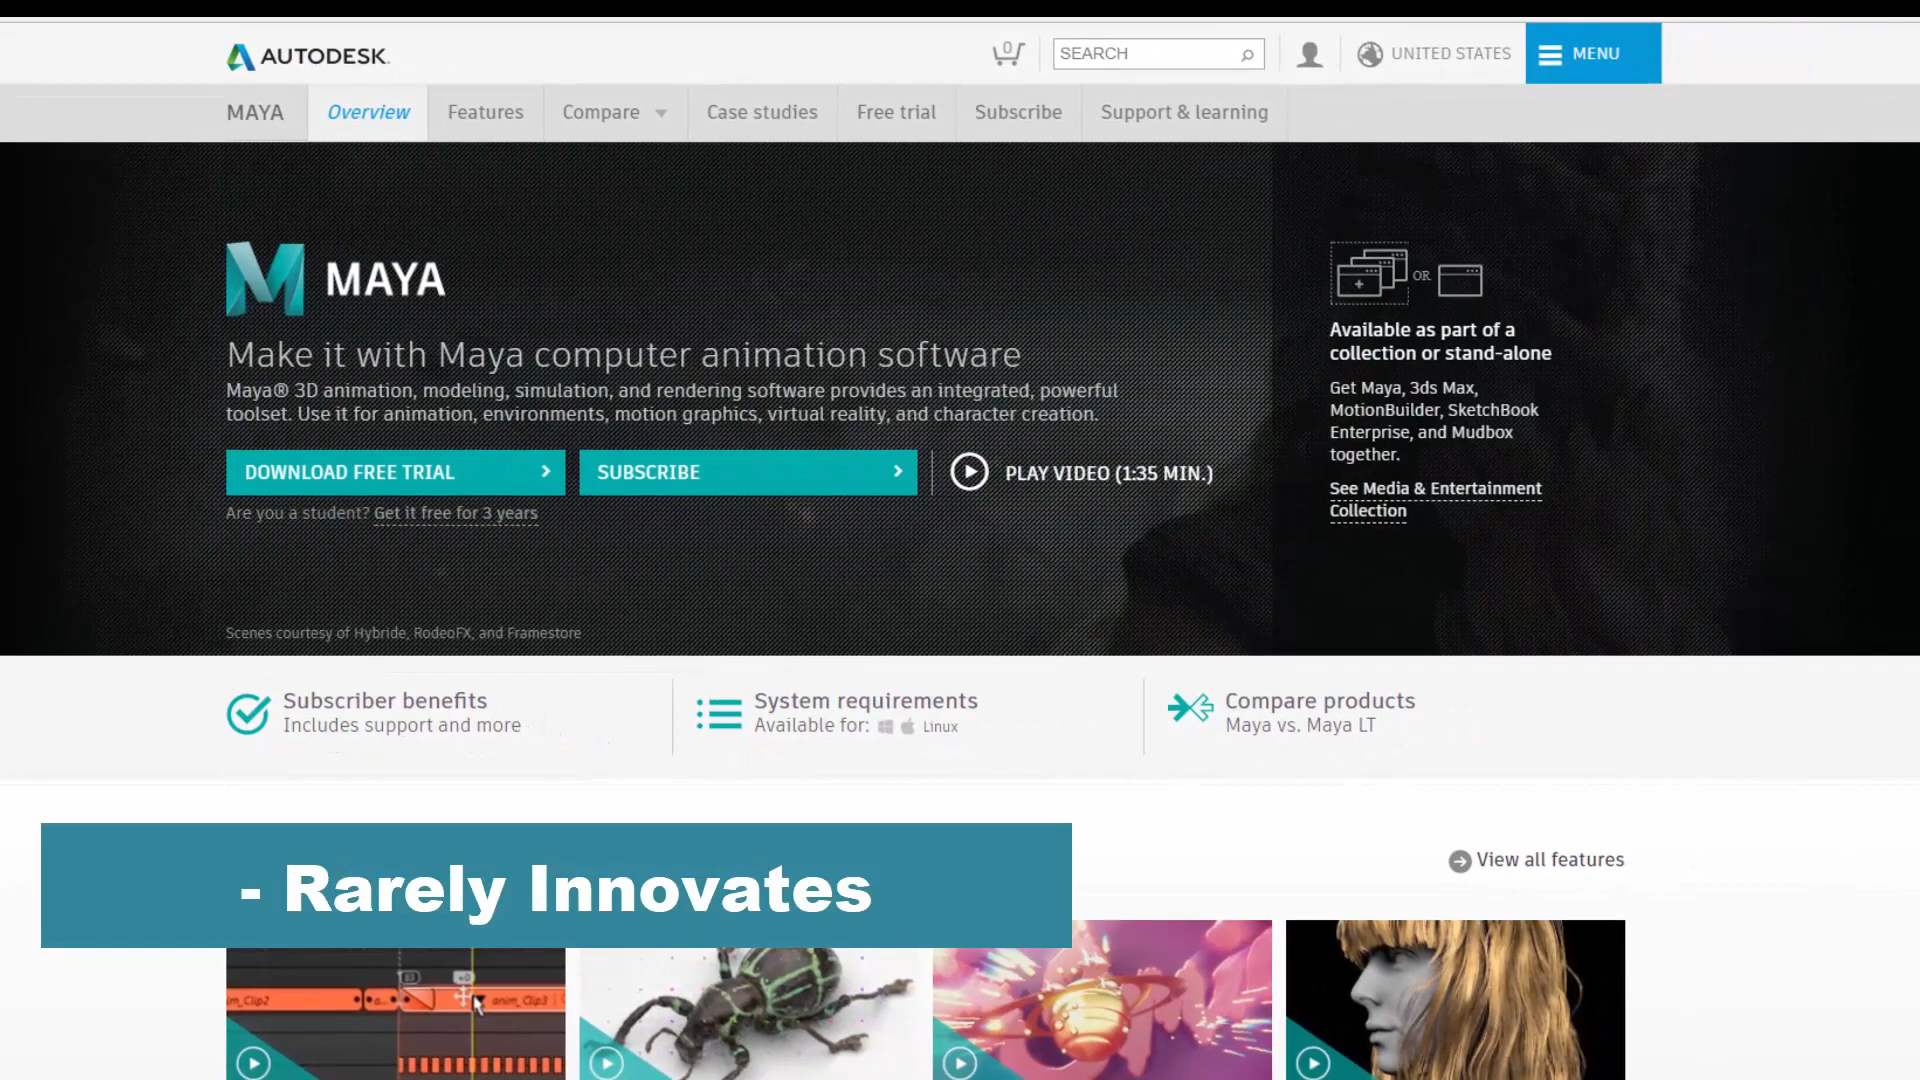 AUTODESK.
0
SEARCH
UNITED STATES
MENU
MAYA
Overview
Features
Compare
Case studies
Free trial
Subscribe
Support & learning
MAYA
Make it with Maya computer animation software
Maya® 3D animation, modeling, simulation, and rendering software provides an integrated, powerful
toolset. Use it for animation, environments, motion graphics, virtual reality, and character creation.
DOWNLOAD FREE TRIAL
SUBSCRIBE
PLAY VIDEO (1:35 MIN.)
Are you a student? Get it free for 3 years
Scenes courtesy of Hybride, RodeoFX, and Framestore
OR
Available as part of a
collection or stand-alone
Get Maya, 3ds Max,
MotionBuilder, SketchBook
Enterprise, and Mudbox
together.
See Media & Entertainment
Collection
Subscriber benefits
Includes support and more
System requirements
Available for: Linux
Compare products
Maya vs. Maya LT
- Rarely Innovates
View all features
anim_Clip3